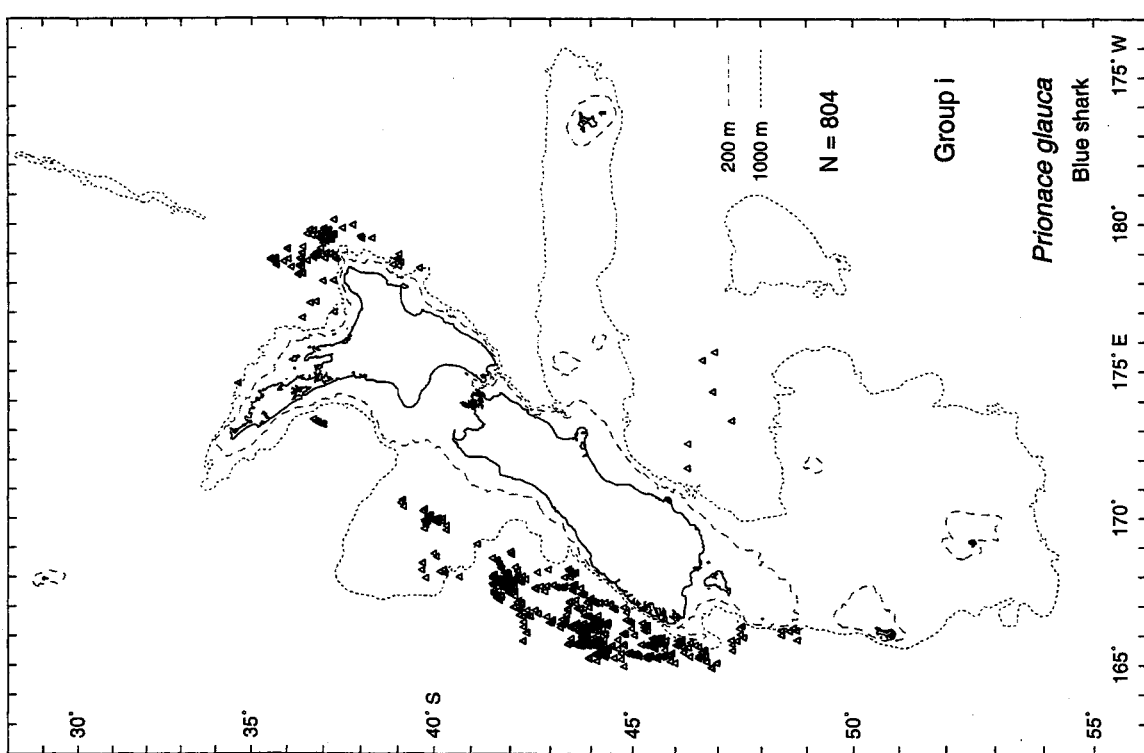 30°
35°
40° S
45°
50°
55°
200 m
1000 m
N = 804
Group i
Prionace glauca
Blue shark
165°
170°
175° E
180°
175° W